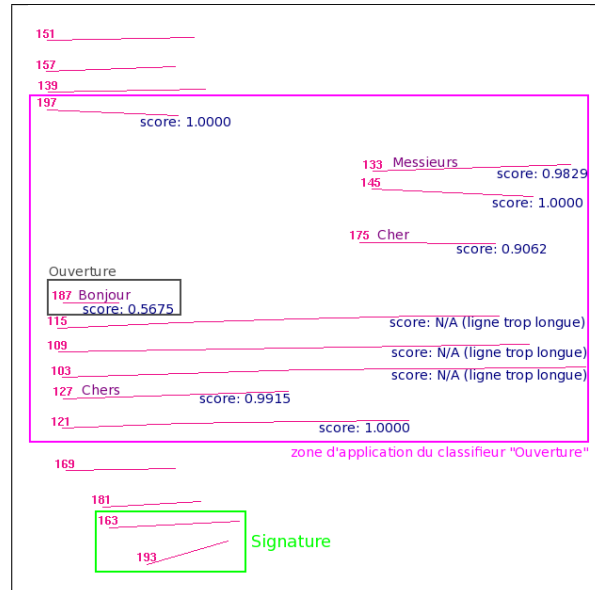 151
157
139
197
score: 1.0000
133 Messieurs
score: 0.9829
145
score: 1.0000
175 Cher
score: 0.9062
Ouverture
187 Bonjour
score: 0.5675
115
score: N/A (ligne trop longue)
109
score: N/A (ligne trop longue)
103
score: N/A (ligne trop longue)
127 Chers
score: 0.9915
121
score: 1.0000
zone d'application du classifieur "Ouverture"
169
181
163
Signature
193